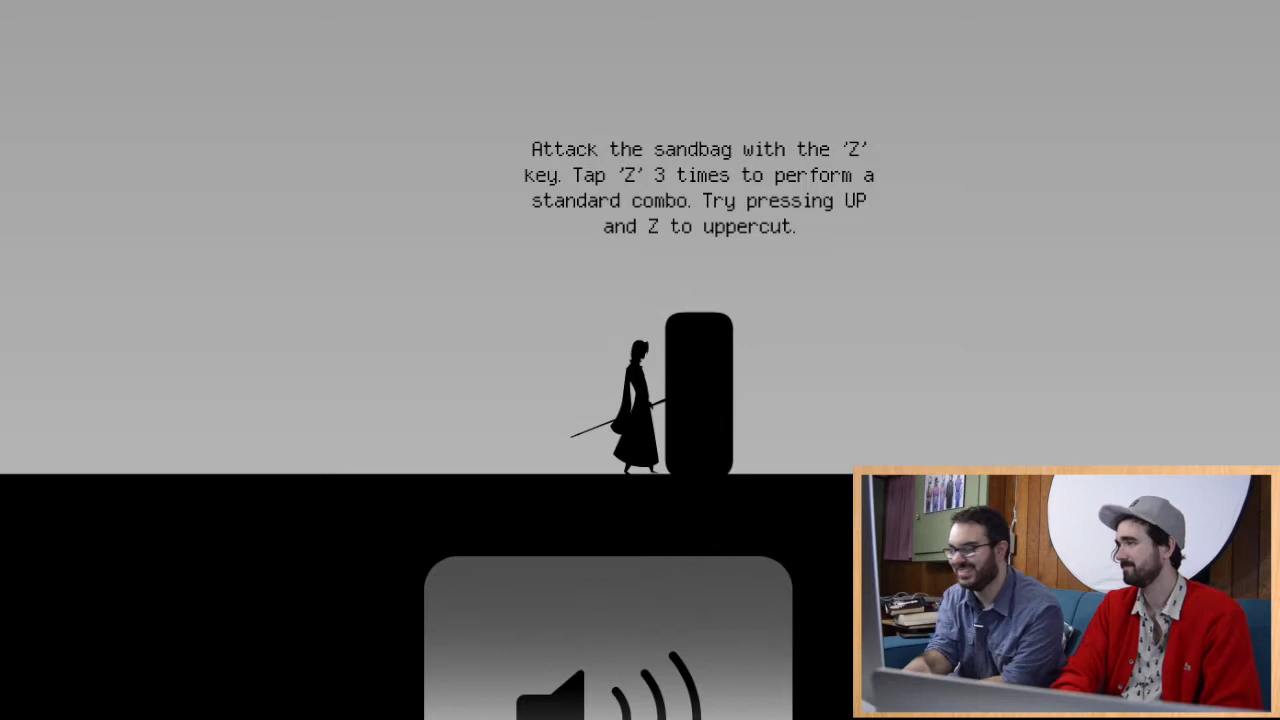 Attack the sandbag with the 'Z'
key. Tap 'Z' 3 times to perform a
standard combo. Try pressing UP
and Z to uppercut.